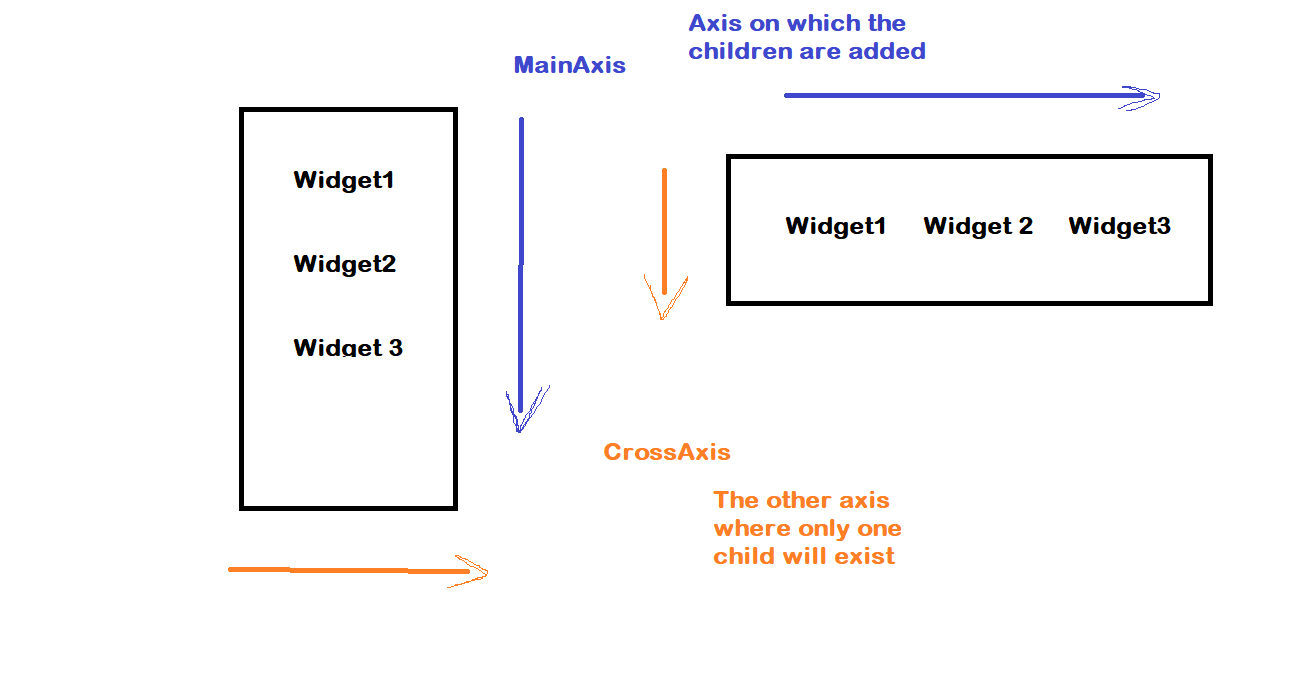 Axis on which the
children are added
MainAxis
Widget1
Widget2
Widget 3
Widget1 Widget 2 Widget3
CrossAxis
The other axis
where only one
child will exist